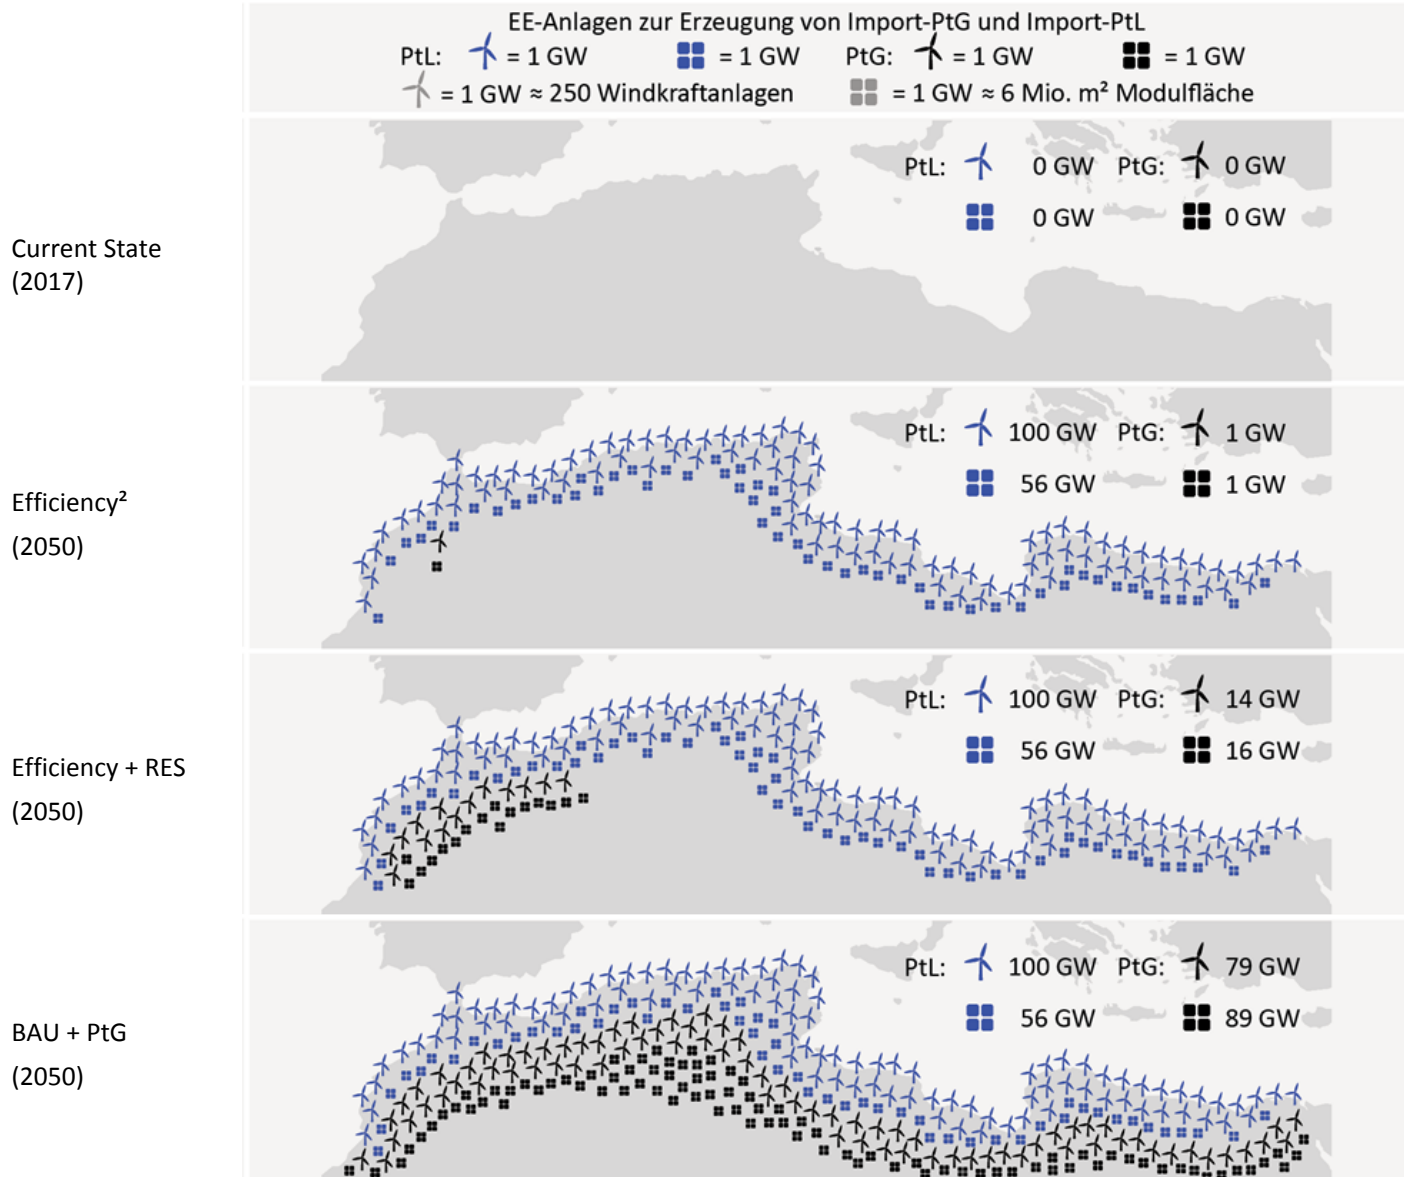 EE-Anlagen zur Erzeugung von Import-PtG und Import-PtL
PtL: = 1 GW = 1 GW PtG: = 1 GW = 1 GW
= 1 GW ≈ 250 Windkraftanlagen = 1 GW ≈ 6 Mio. m² Modulfläche
Current State
(2017)
PtL: 0 GW PtG: 0 GW
0 GW 0 GW
Efficiency²
(2050)
PtL: 100 GW PtG: 1 GW
56 GW 1 GW
Efficiency + RES
(2050)
PtL: 100 GW PtG: 14 GW
56 GW 16 GW
BAU + PtG
(2050)
PtL: 100 GW PtG: 79 GW
56 GW 89 GW